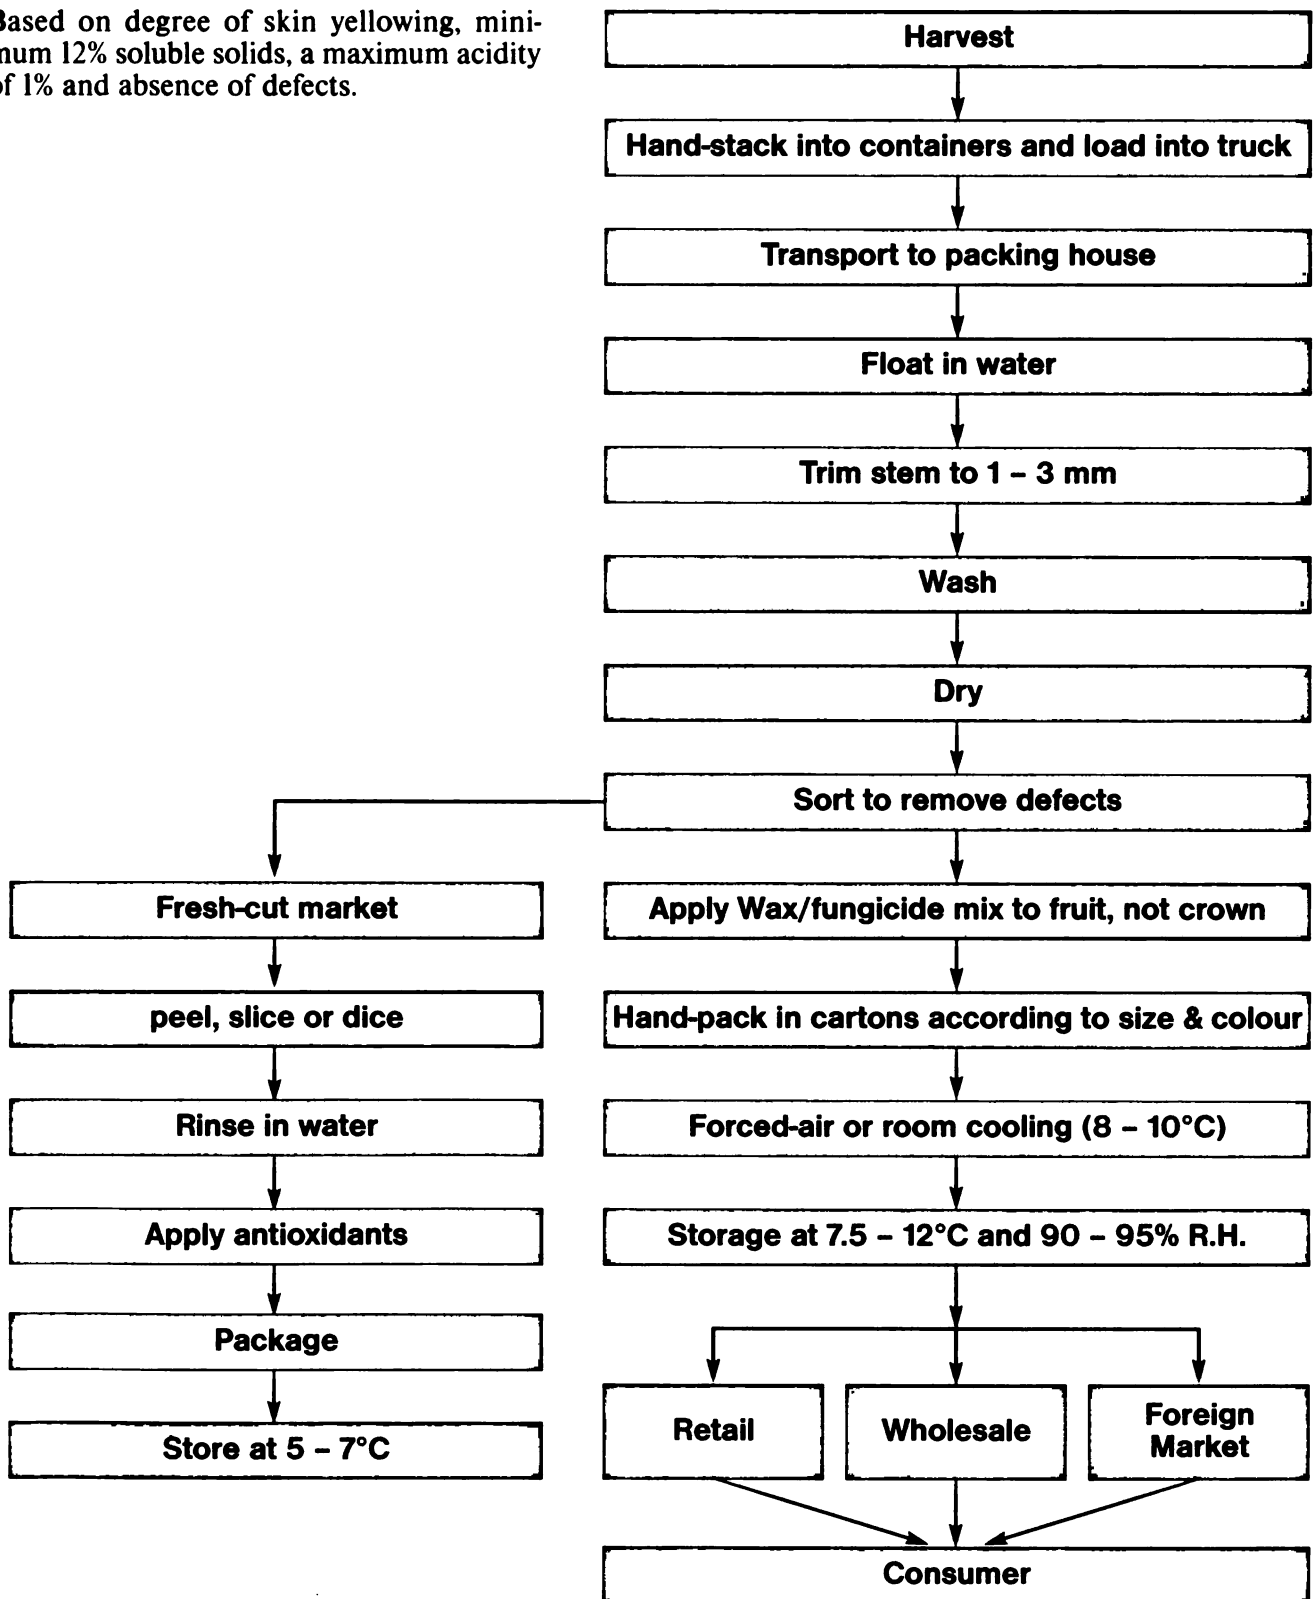 Based on degree of skin yellowing, mini-
mum 12% soluble solids, a maximum acidity
of 1% and absence of defects.
Harvest
Hand-stack into containers and load into truck
Transport to packing house
Float in water
Trim stem to 1 – 3 mm
Wash
Dry
Sort to remove defects
Fresh-cut market
peel, slice or dice
Rinse in water
Apply antioxidants
Package
Store at 5 – 7°C
Apply Wax/fungicide mix to fruit, not crown
Hand-pack in cartons according to size & colour
Forced-air or room cooling (8 – 10°C)
Storage at 7.5 – 12°C and 90 – 95% R.H.
Retail
Wholesale
Foreign
Market
Consumer